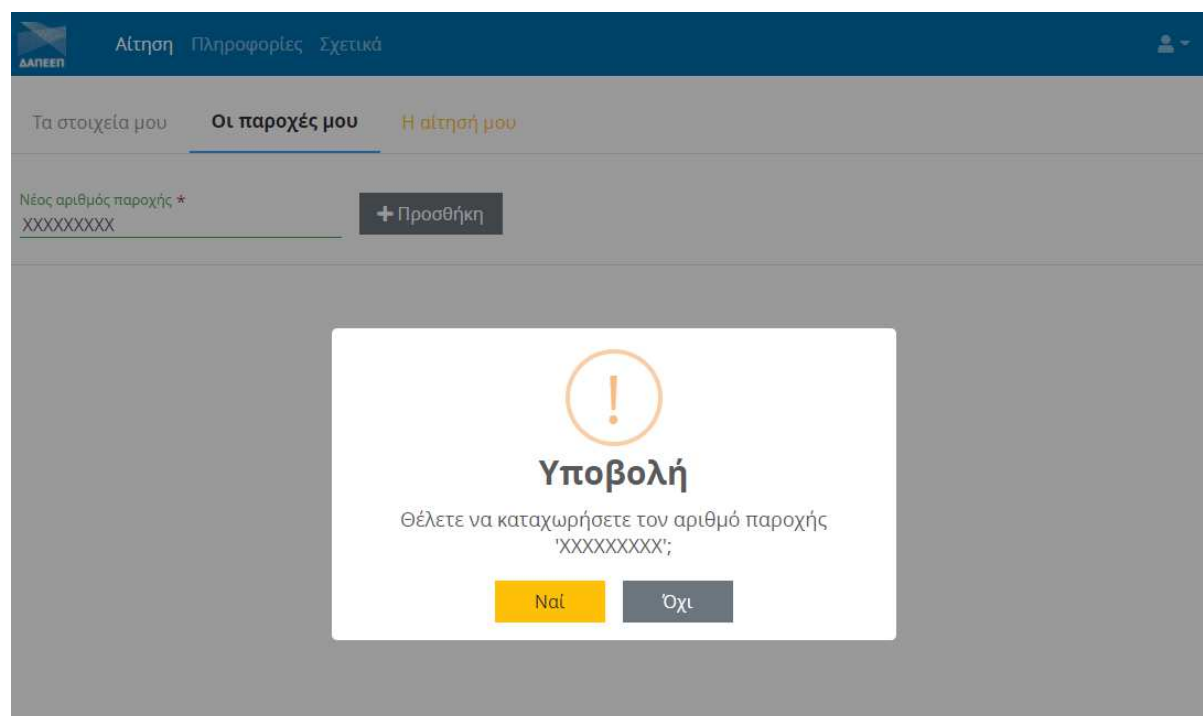 ΔΑΠΕΕΠ
Αίτηση Πληροφορίες Σχετικά
Τα στοιχεία μου Οι παροχές μου Η αίτησή μου
Νέος αριθμός παροχής *
XXXXXXXXX
+ Προσθήκη
!
Υποβολή
Θέλετε να καταχωρήσετε τον αριθμό παροχής
'XXXXXXXXX';
Ναί Όχι